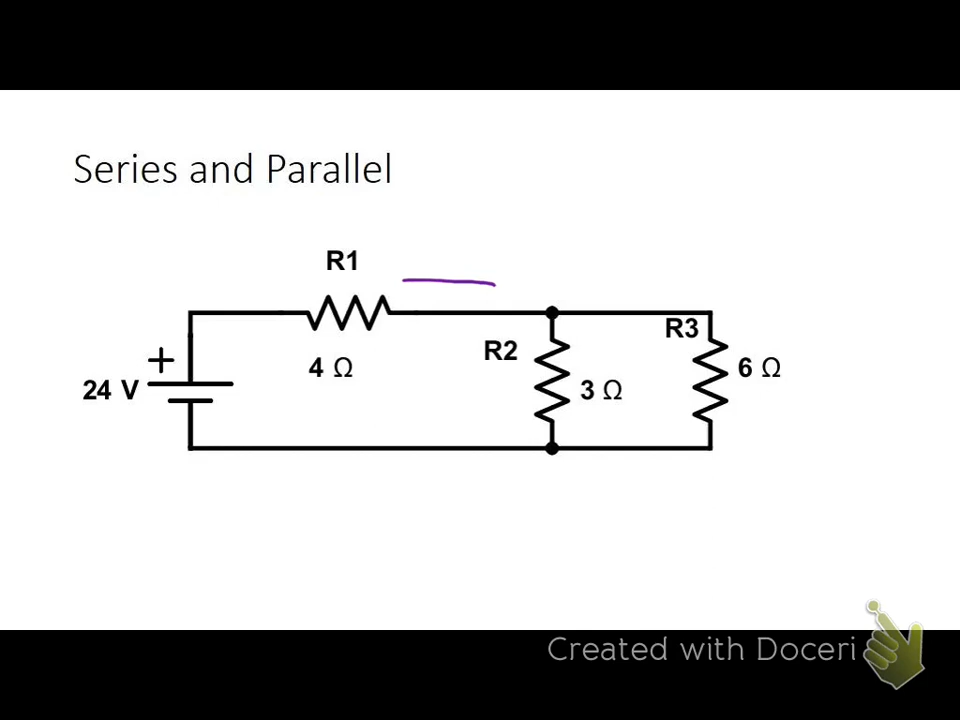 Series and Parallel
R1
4 Ω
R2
R3
3 Ω
6 Ω
+
24 V
Created with Doceri